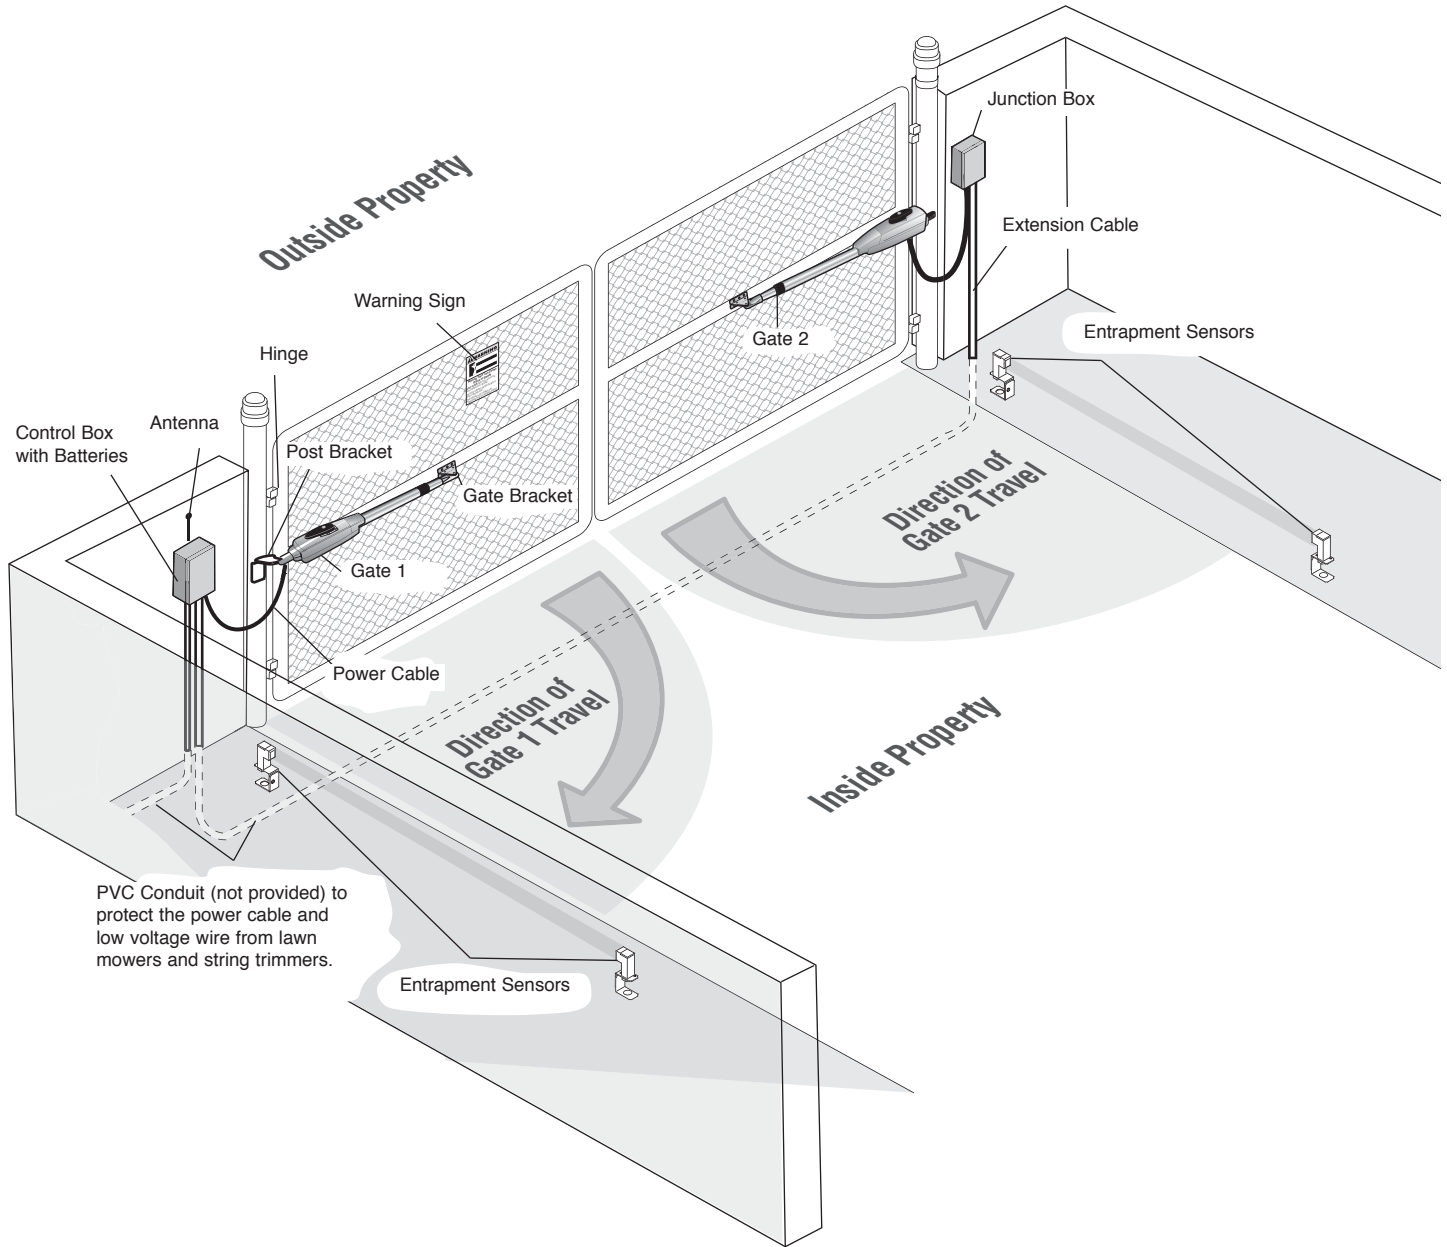 Junction Box
Outside Property
Extension Cable
Warning Sign
Entrapment Sensors
Gate 2
Hinge
Antenna
Control Box
with Batteries
Post Bracket
Gate Bracket
Direction of
Gate 2 Travel
Gate 1
Power Cable
Direction of
Gate 1 Travel
Inside Property
PVC Conduit (not provided) to
protect the power cable and
low voltage wire from lawn
mowers and string trimmers.
Entrapment Sensors